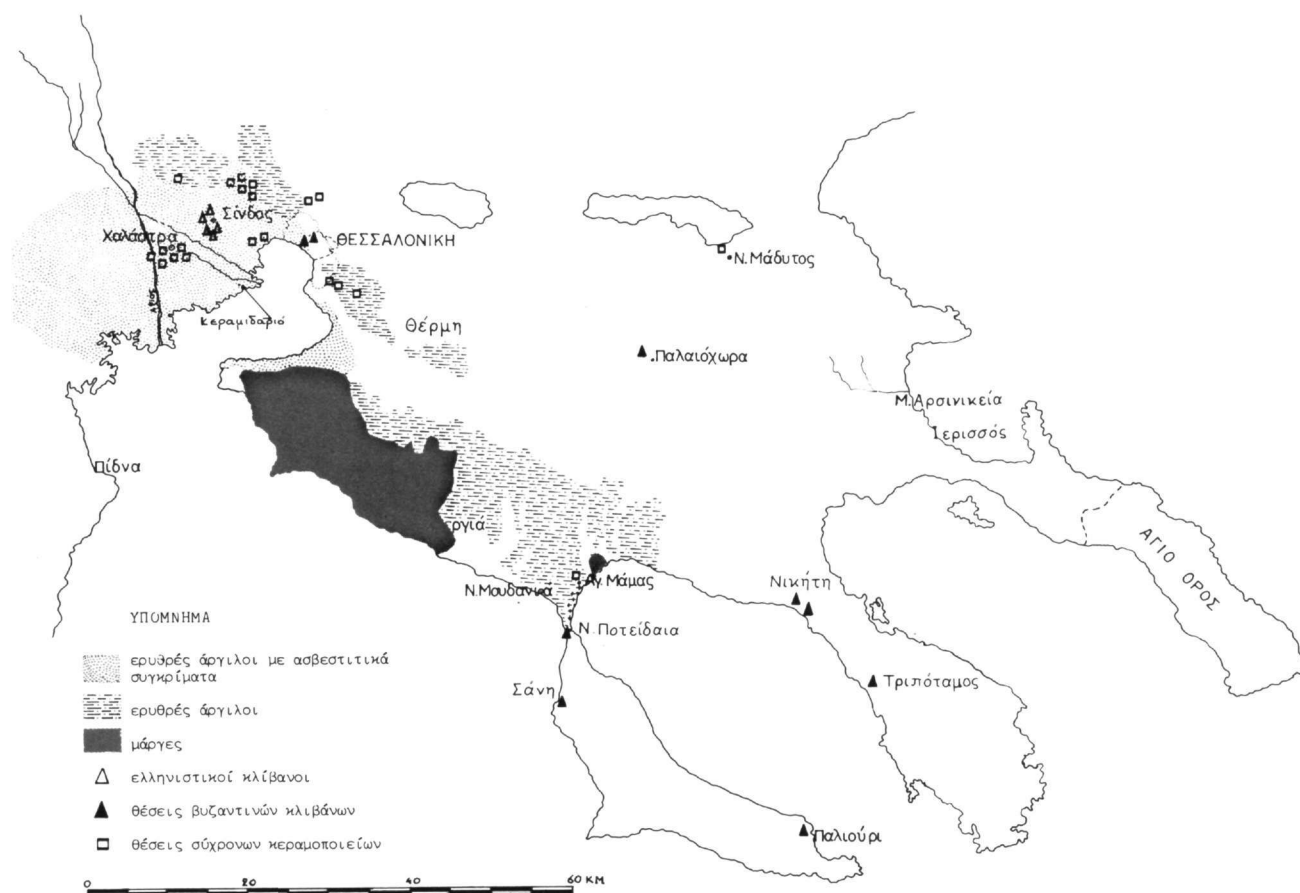 Σίνδος
Χαλάστρα
ΘΕΣΣΑΛΟΝΙΚΗ
Ν.Μάδυτος
κεραμιδαριό
Θέρμη
Παλαιόχωρα
Μ.Αρσινικεία
Ιερισσός
Πίδνα
ΑΓΙΟ ΟΡΟΣ
Νικήτη
Αγ.Μάμας
Ν.Μουδανιά
Ν.Ποτείδαια
Σάνη
Τριπόταμος
Παλιούρι
ΥΠΟΜΝΗΜΑ
ερυθρές άργιλοι με ασβεστιτικά
συγκρίματα
ερυθρές άργιλοι
μάργες
ελληνιστικοί κλίβανοι
θέσεις βυζαντινών κλιβάνων
θέσεις σύχρονων κεραμοποιείων
0 20 40 60 KM